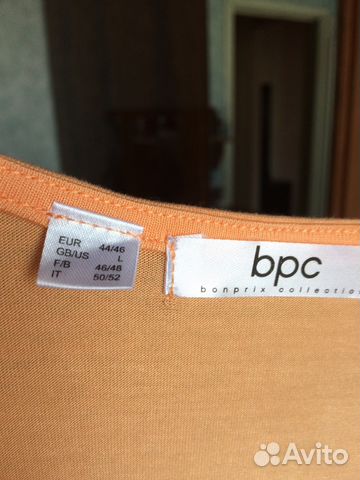 EUR 44/46
GB/US L
F/B 46/48
IT 50/52
bpc
bonprix collection
Avito